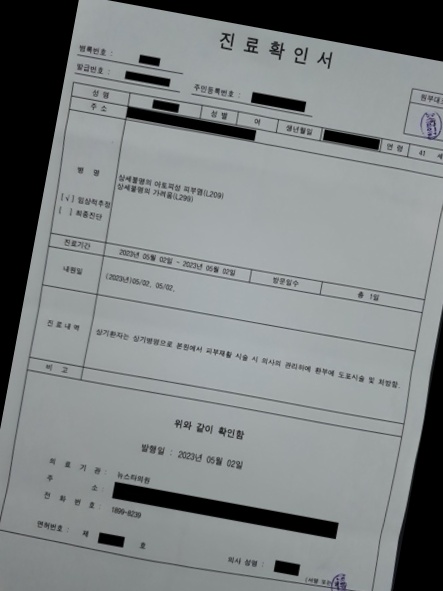 진료확인서
병록번호 :
발급번호 :
주민등록번호 :
원부대조
성 명 성 별 여 생년월일 연 령 41 세
주 소
병 명
[√] 임상적추정
[ ] 최종진단
상세불명의 아토피성 피부염(L209)
상세불명의 가려움(L299)
진료기간 2023년 05월 02일 - 2023년 05월 02일 방문일수 총 1일
내원일 (2023년)05/02, 05/02,
진료내역 상기환자는 상기병명으로 본원에서 피부재활 시술 시 의사의 관리하에 환부에 도포시술 및 처방함.
비 고
위와 같이 확인함
발행일 : 2023년 05월 02일
의 료 기 관 : 뉴스타의원
주 소 :
전 화 번 호 : 1899-8239
면허번호 : 제 호
의사 성명 :
(서명 또는